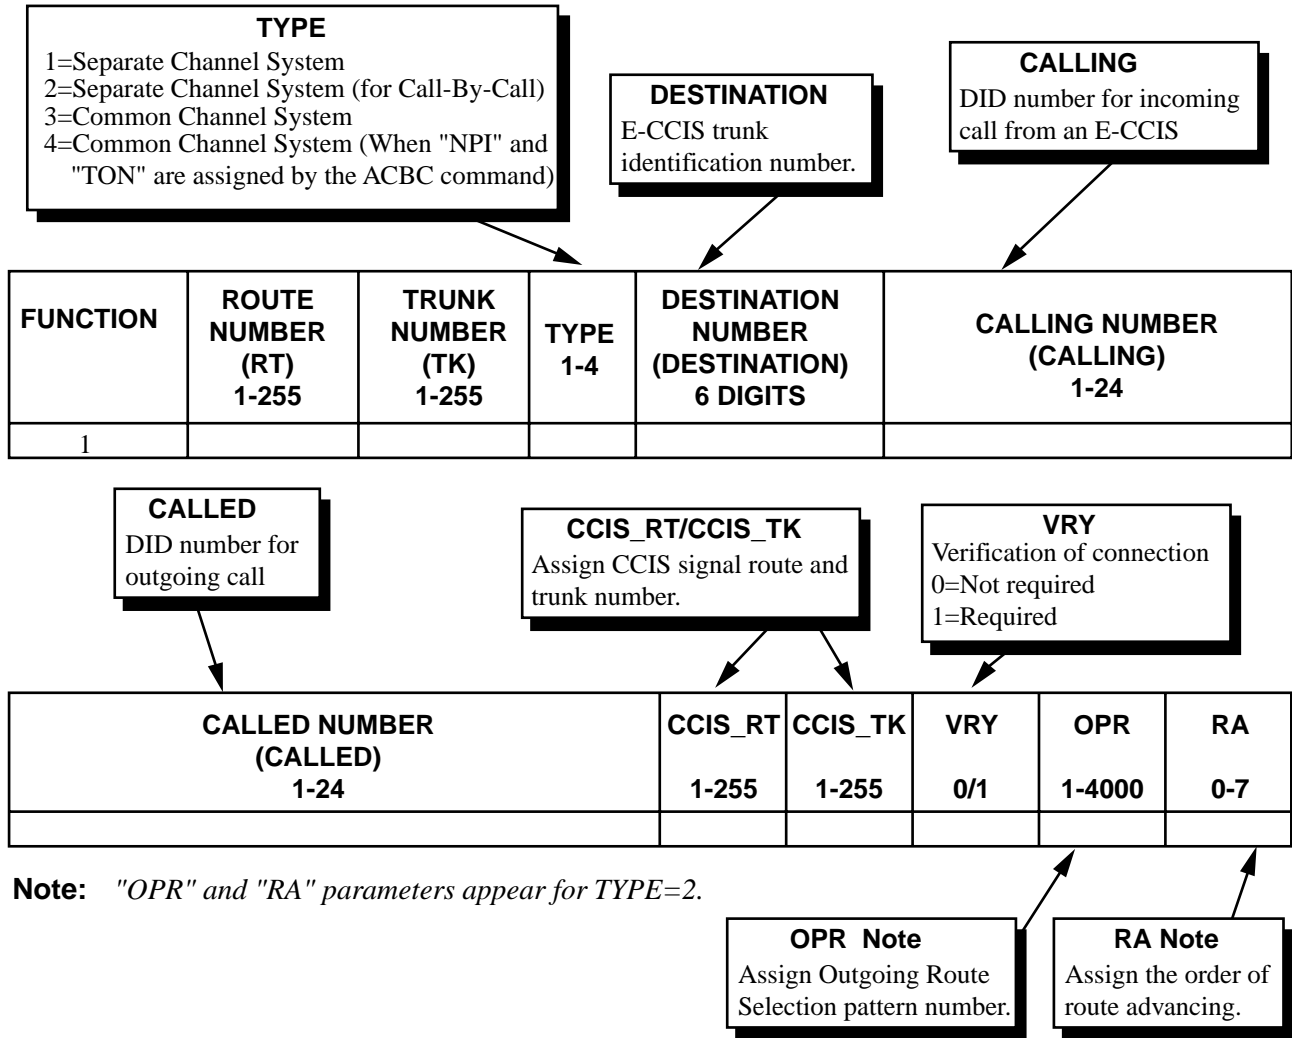 TYPE
1=Separate Channel System
2=Separate Channel System (for Call-By-Call)
3=Common Channel System
4=Common Channel System (When "NPI" and
"TON" are assigned by the ACBC command)
DESTINATION
E-CCIS trunk
identification number.
CALLING
DID number for incoming
call from an E-CCIS
FUNCTION
ROUTE
NUMBER
(RT)
1-255
TRUNK
NUMBER
(TK)
1-255
TYPE
1-4
DESTINATION
NUMBER
(DESTINATION)
6 DIGITS
CALLING NUMBER
(CALLING)
1-24
1
CALLED
DID number for
outgoing call
CCIS_RT/CCIS_TK
Assign CCIS signal route and
trunk number.
VRY
Verification of connection
0=Not required
1=Required
CALLED NUMBER
(CALLED)
1-24
CCIS_RT
1-255
CCIS_TK
1-255
VRY
0/1
OPR
1-4000
RA
0-7
Note: "OPR" and "RA" parameters appear for TYPE=2.
OPR Note
Assign Outgoing Route
Selection pattern number.
RA Note
Assign the order of
route advancing.